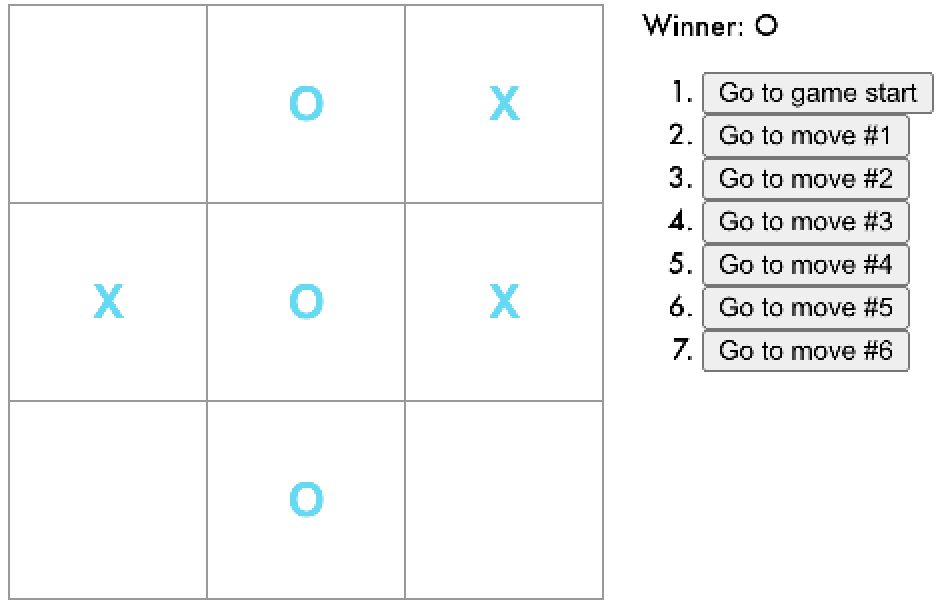 O X
X O X
O
Winner: O
1. Go to game start
2. Go to move #1
3. Go to move #2
4. Go to move #3
5. Go to move #4
6. Go to move #5
7. Go to move #6